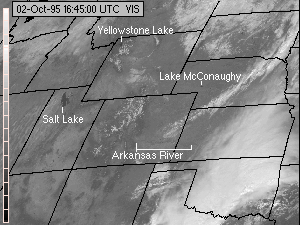 02-Oct-95 16:45:00 UTC VIS
Yellowstone Lake
Lake McConaughy
Salt Lake
Arkansas River